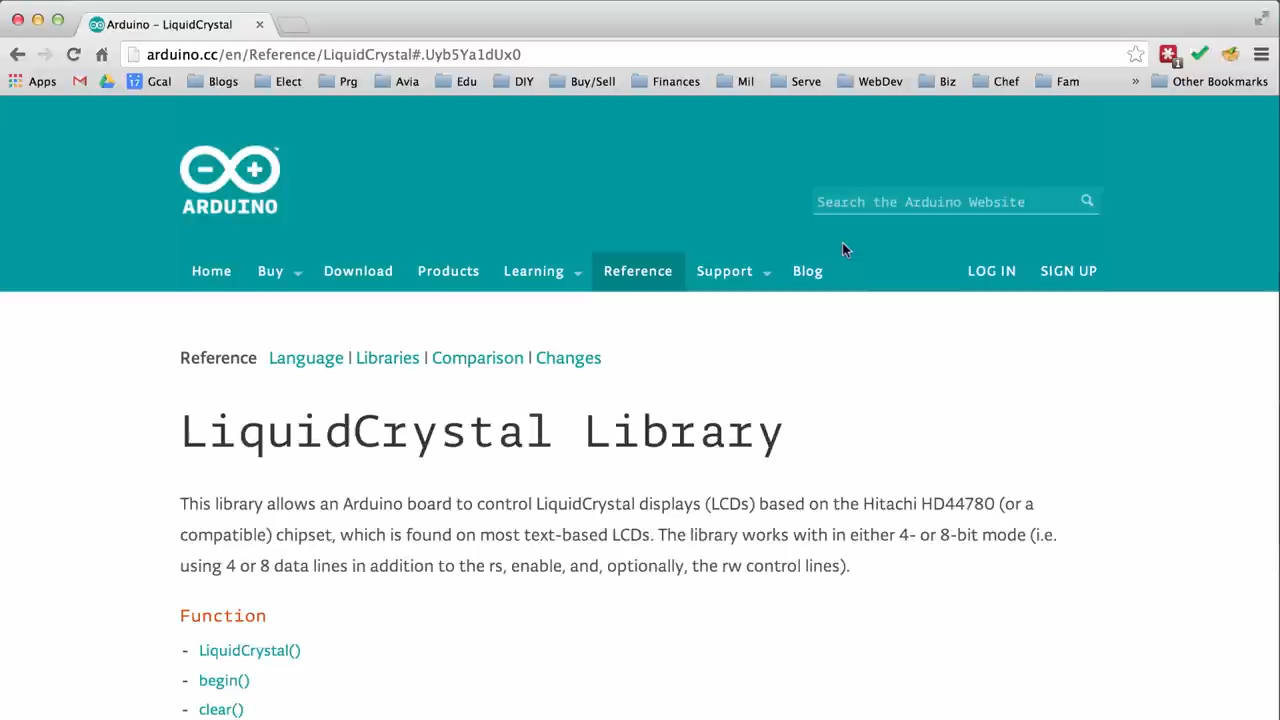 Arduino - LiquidCrystal
arduino.cc/en/Reference/LiquidCrystal#.Uyb5Ya1dUx0
1
Apps 17 Gcal Blogs Elect Prg Avia Edu DIY Buy/Sell Finances Mil Serve WebDev Biz Chef Fam » Other Bookmarks
ARDUINO
TM
Search the Arduino Website
Home Buy Download Products Learning Reference Support Blog LOG IN SIGN UP
Reference Language | Libraries | Comparison | Changes
LiquidCrystal Library
This library allows an Arduino board to control LiquidCrystal displays (LCDs) based on the Hitachi HD44780 (or a
compatible) chipset, which is found on most text-based LCDs. The library works with in either 4- or 8-bit mode (i.e.
using 4 or 8 data lines in addition to the rs, enable, and, optionally, the rw control lines).
Function
- LiquidCrystal()
- begin()
- clear()